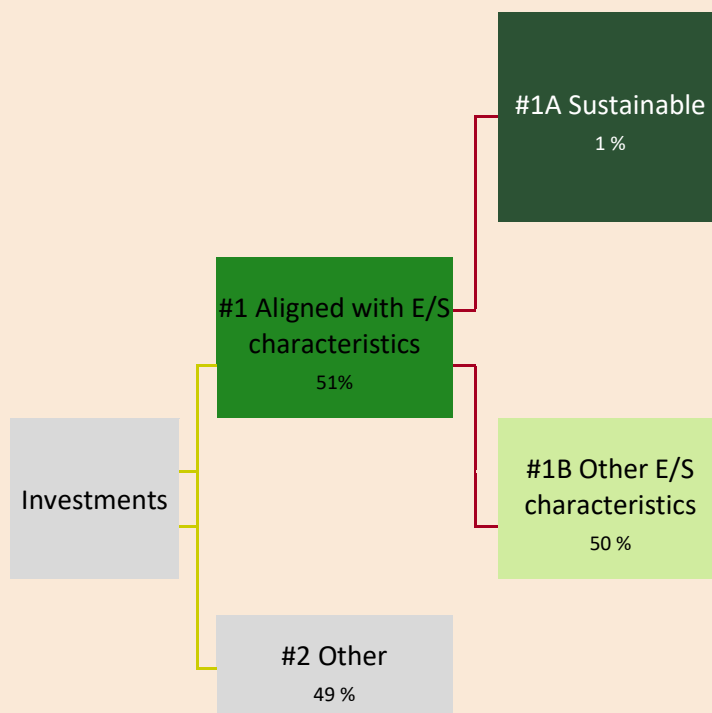 #1A Sustainable
1 %
#1 Aligned with E/S
characteristics
51%
Investments
#1B Other E/S
characteristics
50 %
#2 Other
49 %